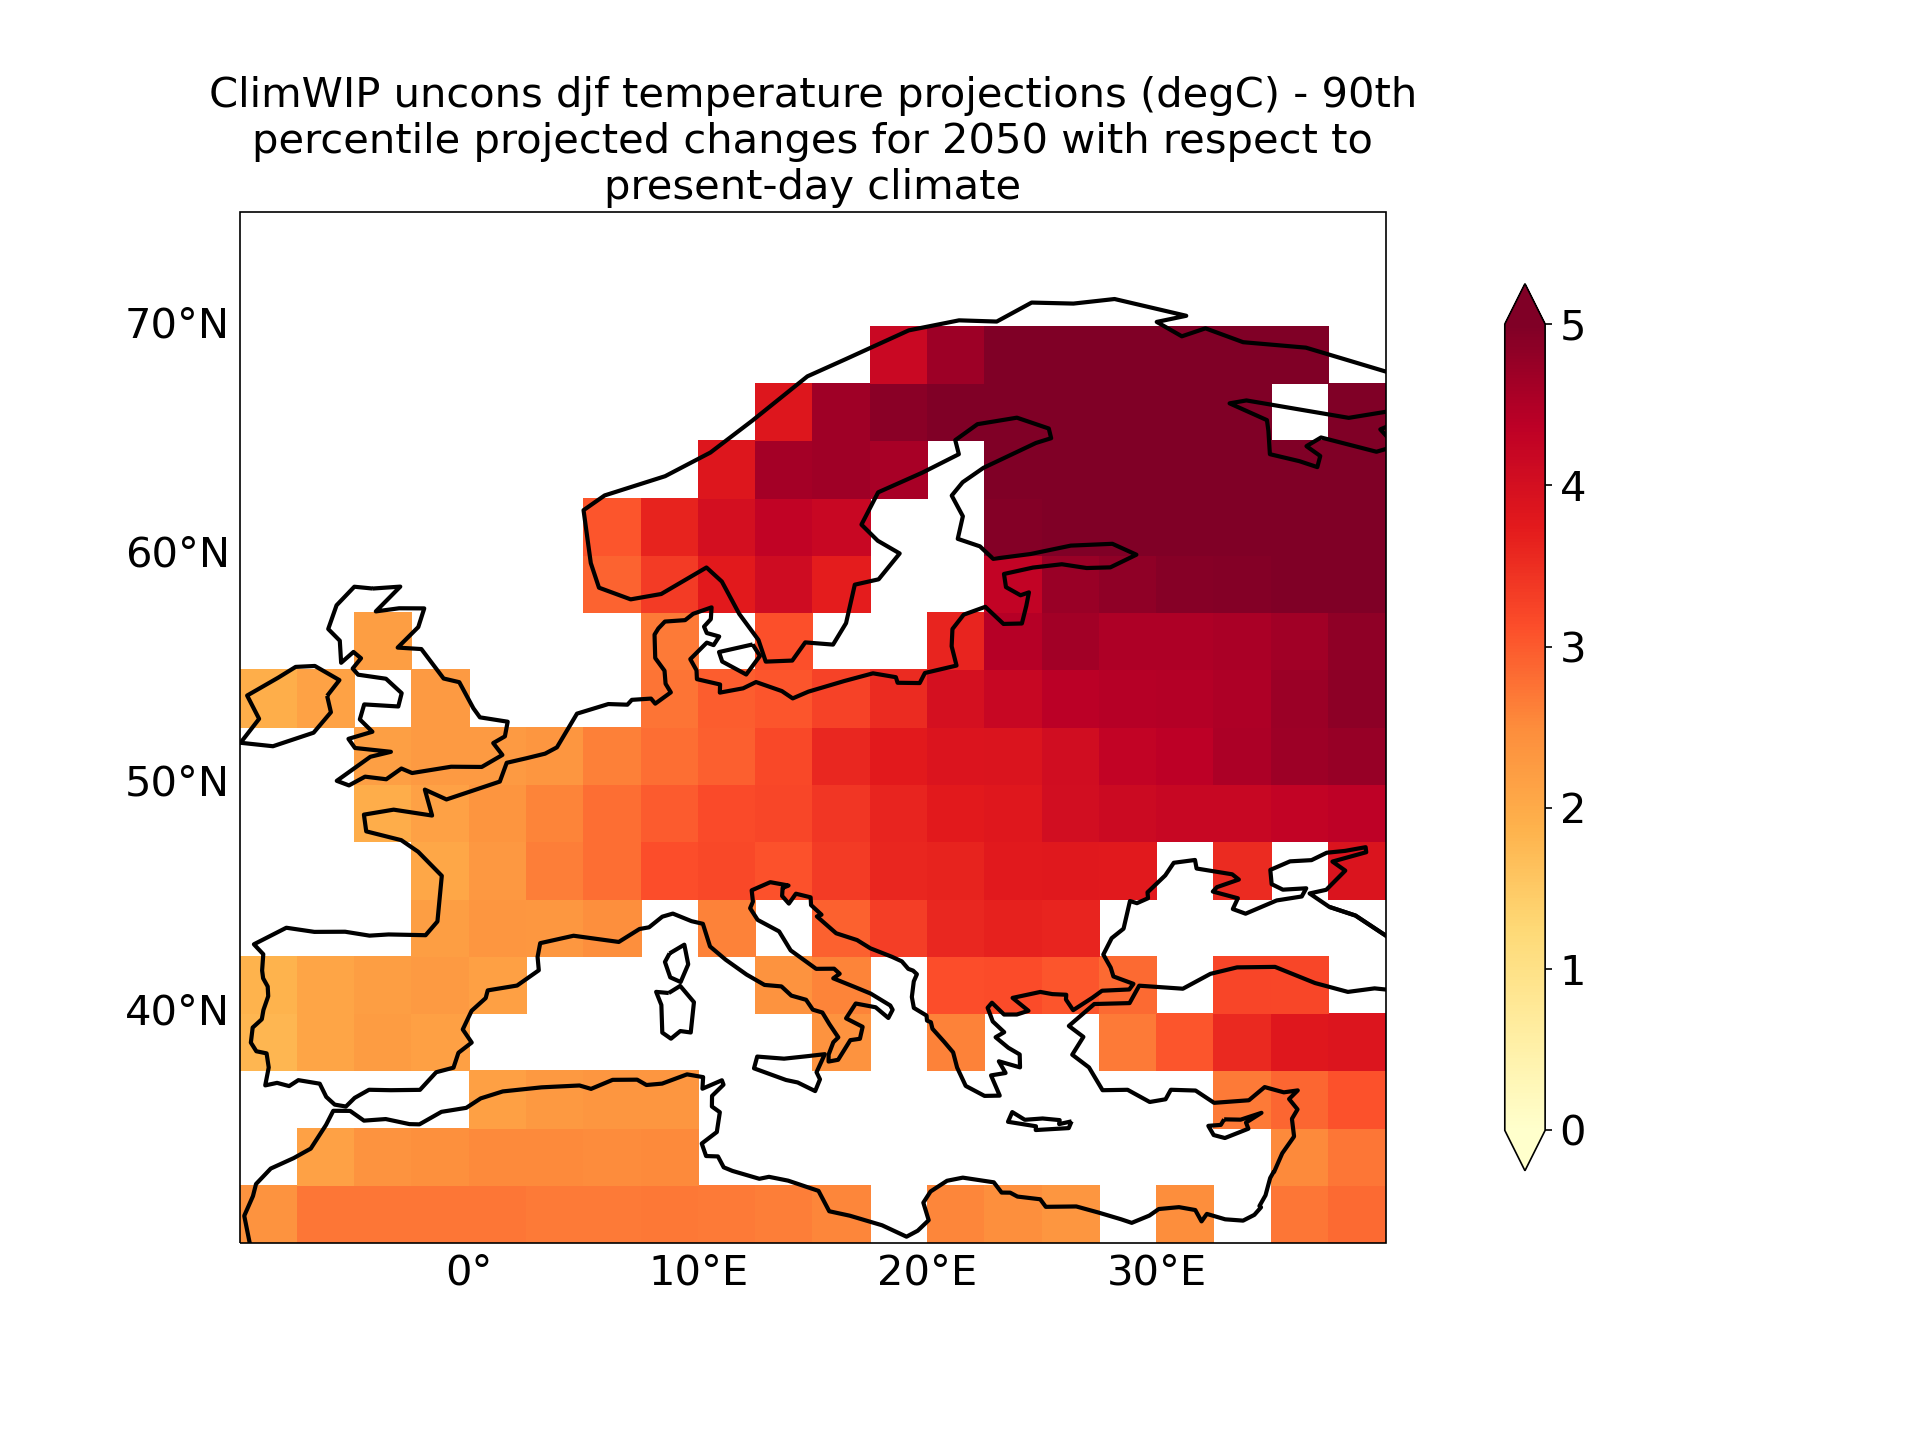 ClimWIP uncons djf temperature projections (degC) - 90th
percentile projected changes for 2050 with respect to
present-day climate
70°N
60°N
50°N
40°N
0°
10°E
20°E
30°E
5
4
3
2
1
0